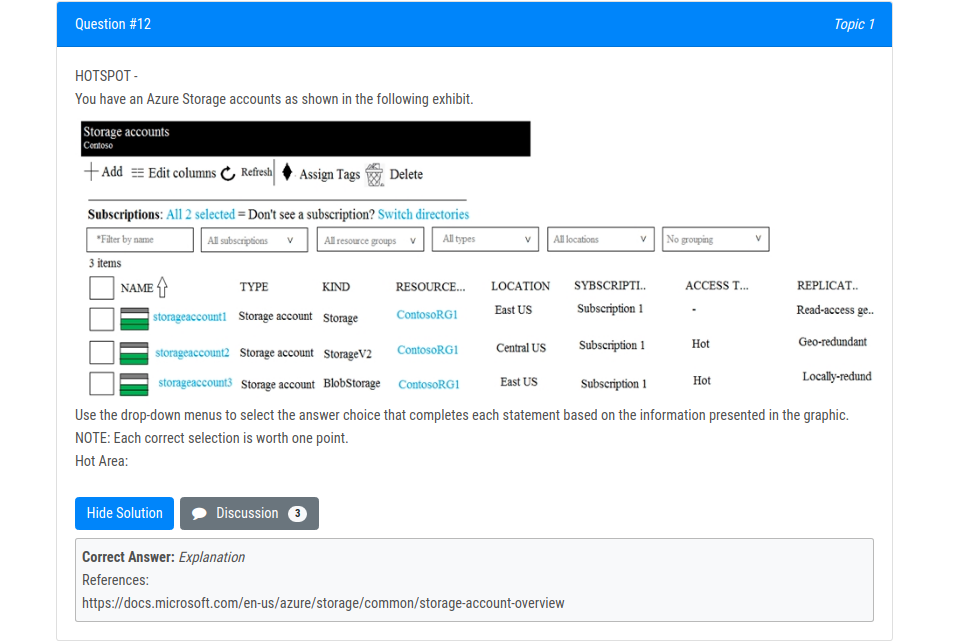 Question #12
Topic 1
HOTSPOT -
You have an Azure Storage accounts as shown in the following exhibit.
Storage accounts
Contoso
Add Edit columns Refresh Assign Tags Delete
Subscriptions: All 2 selected = Don't see a subscription? Switch directories
*Filter by name All subscriptions All resource groups All types All locations No grouping
3 items
NAME TYPE KIND RESOURCE... LOCATION SYBSCRIPTI.. ACCESS T... REPLICAT..
storageaccount1 Storage account Storage ContosoRG1 East US Subscription 1 - Read-access ge..
storageaccount2 Storage account StorageV2 ContosoRG1 Central US Subscription 1 Hot Geo-redundant
storageaccount3 Storage account BlobStorage ContosoRG1 East US Subscription 1 Hot Locally-redund
Use the drop-down menus to select the answer choice that completes each statement based on the information presented in the graphic.
NOTE: Each correct selection is worth one point.
Hot Area:
Hide Solution
Discussion 3
Correct Answer: Explanation
References:
https://docs.microsoft.com/en-us/azure/storage/common/storage-account-overview